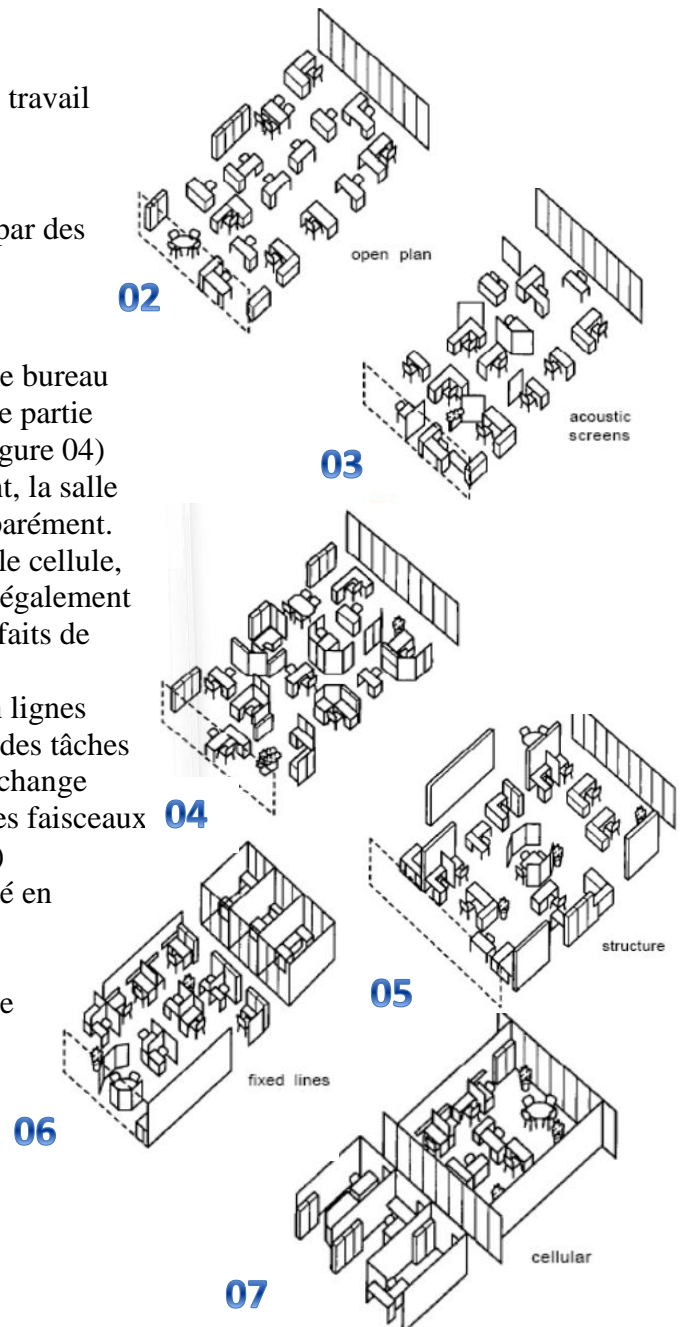 travail
par des
open plan
02
e bureau
e partie
gure 04)
nt, la salle
parément.
le cellule,
également
faits de
acoustic
screens
03
n lignes
des tâches
change
es faisceaux
04
)
é en
structure
05
e
fixed lines
06
cellular
07